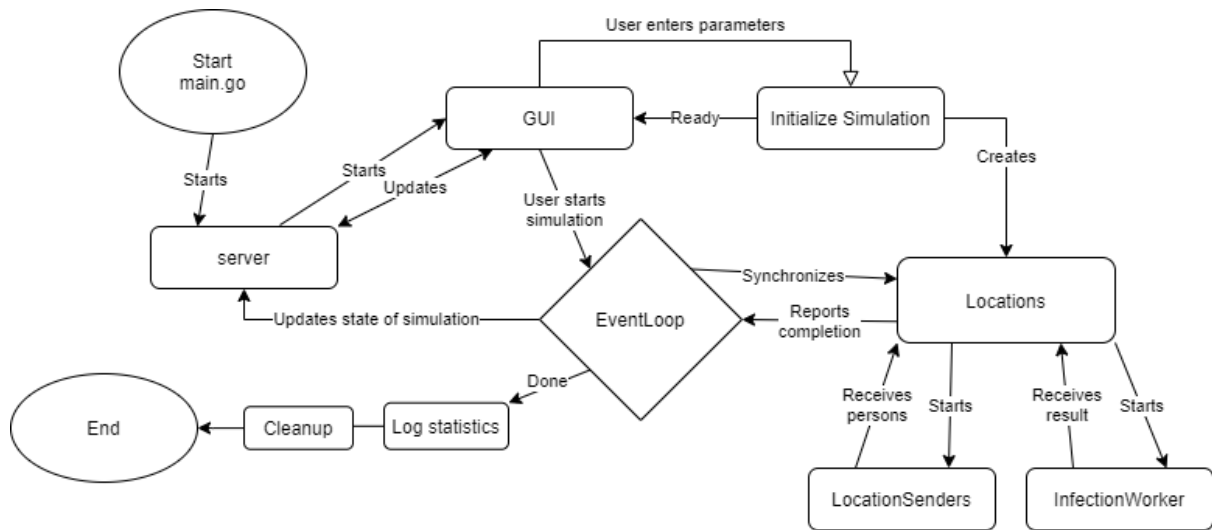 User enters parameters
Start
main.go
GUI
Ready
Initialize Simulation
Starts
Starts
Updates
Creates
User starts
simulation
server
Synchronizes
Locations
Updates state of simulation
EventLoop
Reports
completion
Done
Receives
persons
Starts
Receives
result
Starts
End
Cleanup
Log statistics
LocationSenders
InfectionWorker